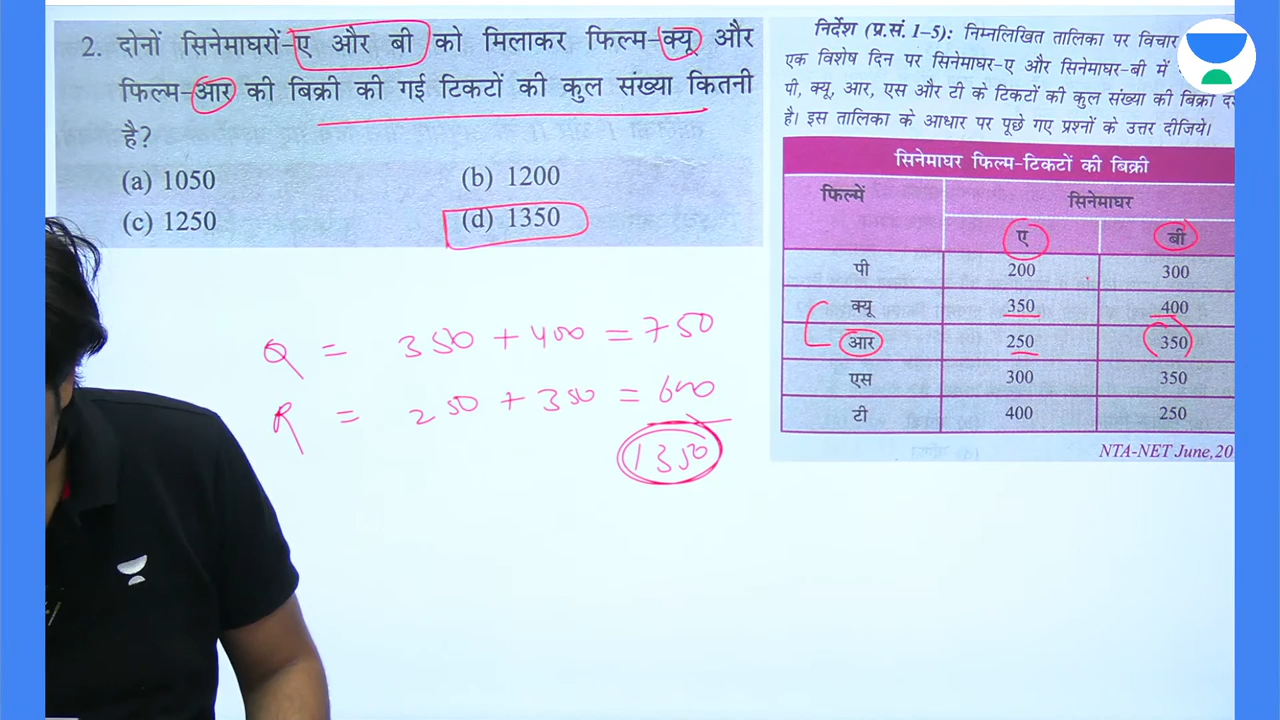 2. दोनों सिनेमाघरों-ए और बी को मिलाकर फिल्म-क्यू और
फिल्म-आर की बिक्री की गई टिकटों की कुल संख्या कितनी
है?
(a) 1050 (b) 1200
(c) 1250 (d) 1350
Q = 350 + 400 = 750
R = 250 + 350 = 600
1350
निर्देश (प्र.सं. 1-5): निम्नलिखित तालिका पर विचार
एक विशेष दिन पर सिनेमाघर-ए और सिनेमाघर-बी में
पी, क्यू, आर, एस और टी के टिकटों की कुल संख्या की बिक्री
है। इस तालिका के आधार पर पूछे गए प्रश्नों के उत्तर दीजिये।
सिनेमाघर फिल्म-टिकटों की बिक्री
फिल्में सिनेमाघर
ए बी
पी 200 300
क्यू 350 400
आर 250 350
एस 300 350
टी 400 250
NTA-NET June,20